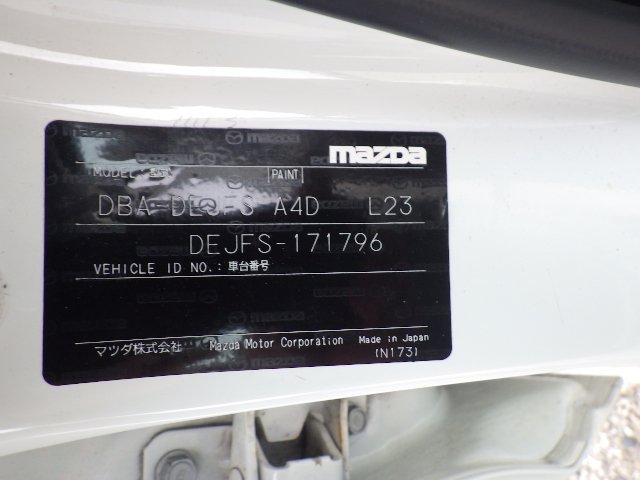 mazda
MODEL PAINT
DBA-DEJFS A4D L23
DEJFS-171796
VEHICLE ID NO.: 車台番号
マツダ株式会社 Mazda Motor Corporation Made in Japan
(N173)